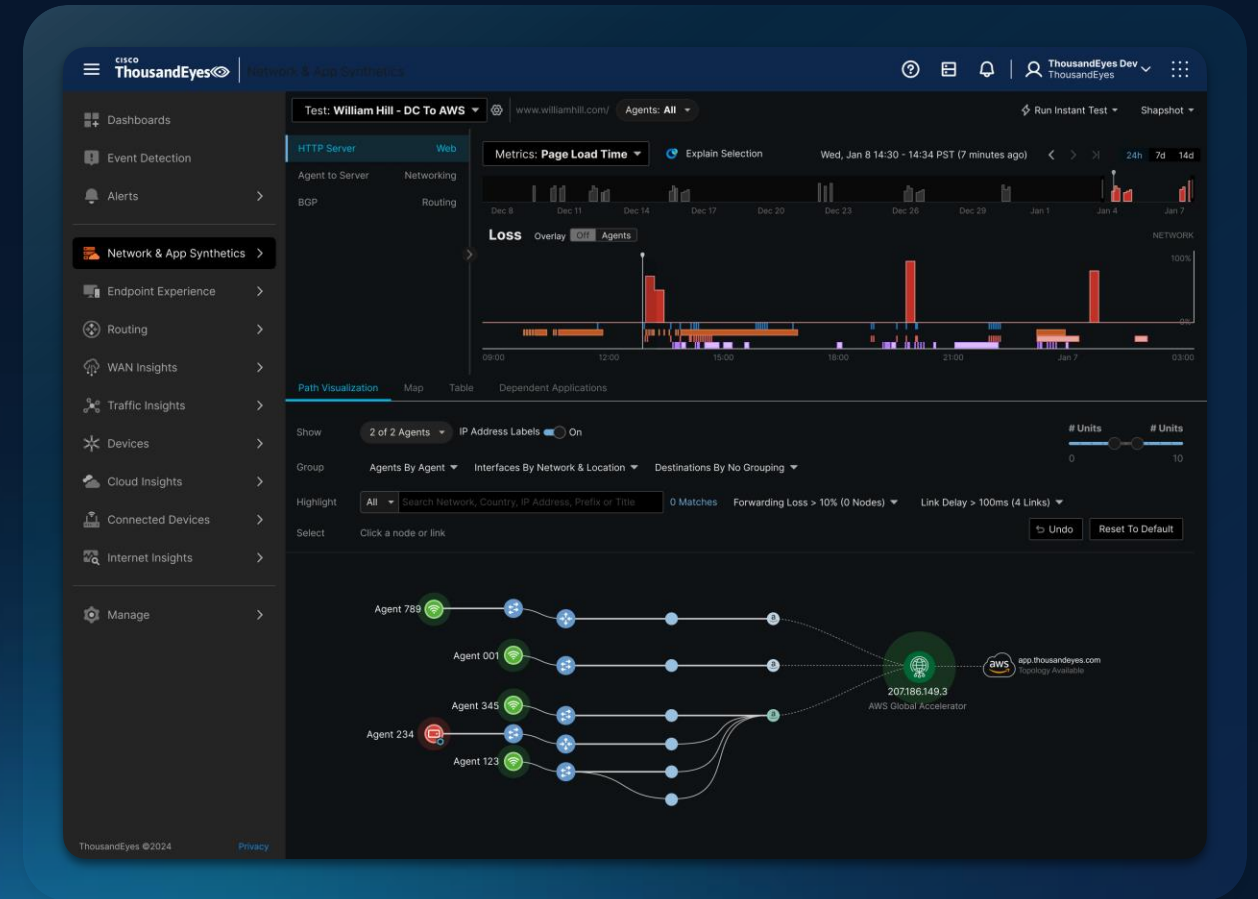 CISCO
ThousandEyes
Network & App Synthetics
ThousandEyes Dev
ThousandEyes
Dashboards
Event Detection
Alerts
Network & App Synthetics
Endpoint Experience
Routing
WAN Insights
Traffic Insights
Devices
Cloud Insights
Connected Devices
Internet Insights
Manage
ThousandEyes ©2024 Privacy
Test: William Hill - DC To AWS www.williamhill.com/ Agents: All Run Instant Test Shapshot
HTTP Server Web
Agent to Server Networking
BGP Routing
Metrics: Page Load Time Explain Selection Wed, Jan 8 14:30 - 14:34 PST (7 minutes ago) 24h 7d 14d
Dec 8 Dec 11 Dec 14 Dec 17 Dec 20 Dec 23 Dec 26 Dec 29 Jan 1 Jan 4 Jan 7
Loss Overlay Off Agents NETWORK
100%
0%
09:00 12:00 15:00 18:00 21:00 Jan 7 03:00
Path Visualization Map Table Dependent Applications
Show 2 of 2 Agents IP Address Labels On
# Units # Units
0 10
Group Agents By Agent Interfaces By Network & Location Destinations By No Grouping
Highlight All Search Network, Country, IP Address, Prefix or Title 0 Matches Forwarding Loss > 10% (0 Nodes) Link Delay > 100ms (4 Links)
Select Click a node or link Undo Reset To Default
Agent 789
a
Agent 001
a
aws
app.thousandeyes.com
Topology Available
207.186.149.3
AWS Global Accelerator
Agent 345
a
Agent 234
Agent 123